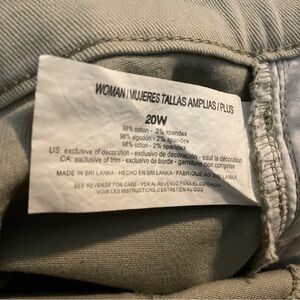 WOMAN / MUJERES TALLAS AMPLIAS / PLUS
20W
98% cotton - 2% spandex
98% algodón - 2% spandex
98% coton - 2% spandex
US: exclusive of decoration - exclusivo de decoración - sauf la décoration
CA: exclusive of trim - exclusivo de borde - garniture non comprise
MADE IN SRI LANKA - HECHO EN SRI LANKA - FABRIQUÉ AU SRI LANKA
SEE REVERSE FOR CARE - VER AL REVERSO PARA EL CUIDADO
VOIR LES INSTRUCTIONS D'ENTRETIEN AU DOS